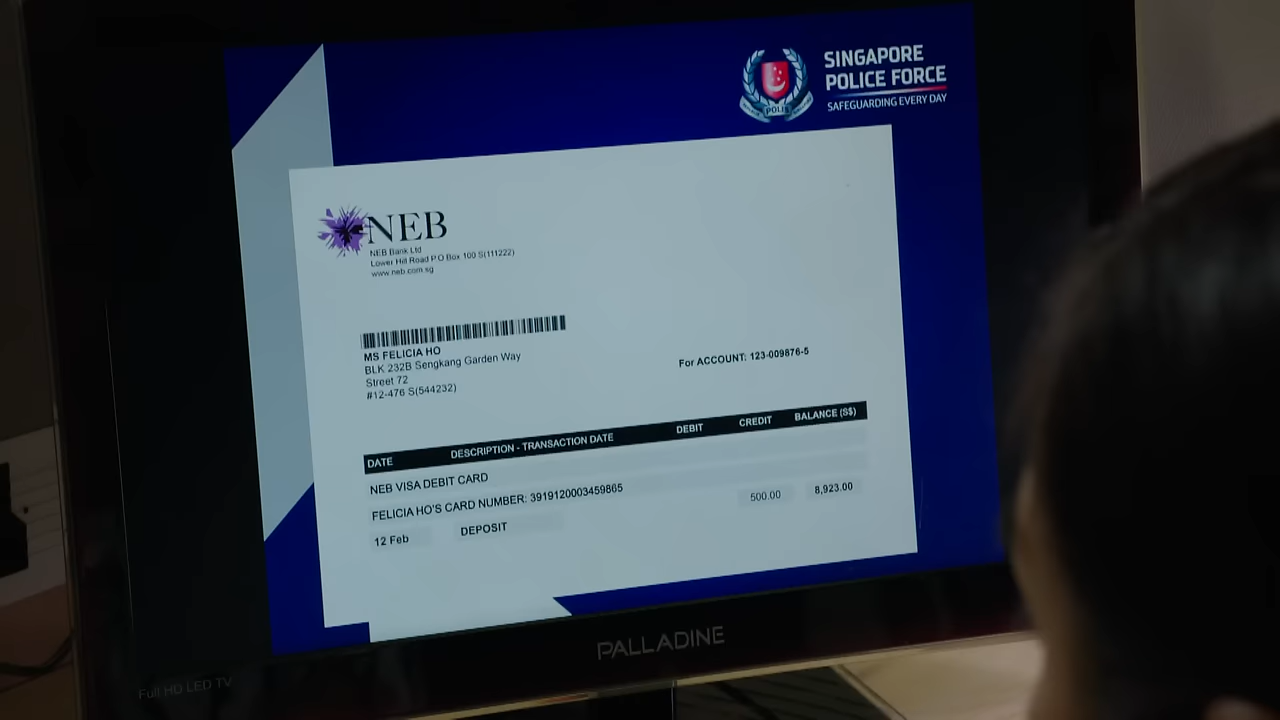 SINGAPORE
POLICE FORCE
SAFEGUARDING EVERY DAY
POLIS
NEB
NEB Bank Ltd
Lower Hill Road P O Box 100 S(111222)
www.neb.com.sg
MS FELICIA HO
BLK 232B Sengkang Garden Way
Street 72
#12-476 S(544232)
For ACCOUNT: 123-009876-5
DATE DESCRIPTION - TRANSACTION DATE DEBIT CREDIT BALANCE (S$)
NEB VISA DEBIT CARD
FELICIA HO'S CARD NUMBER: 3919120003459865
12 Feb DEPOSIT 500.00 8,923.00
PALLADINE
Full HD LED TV